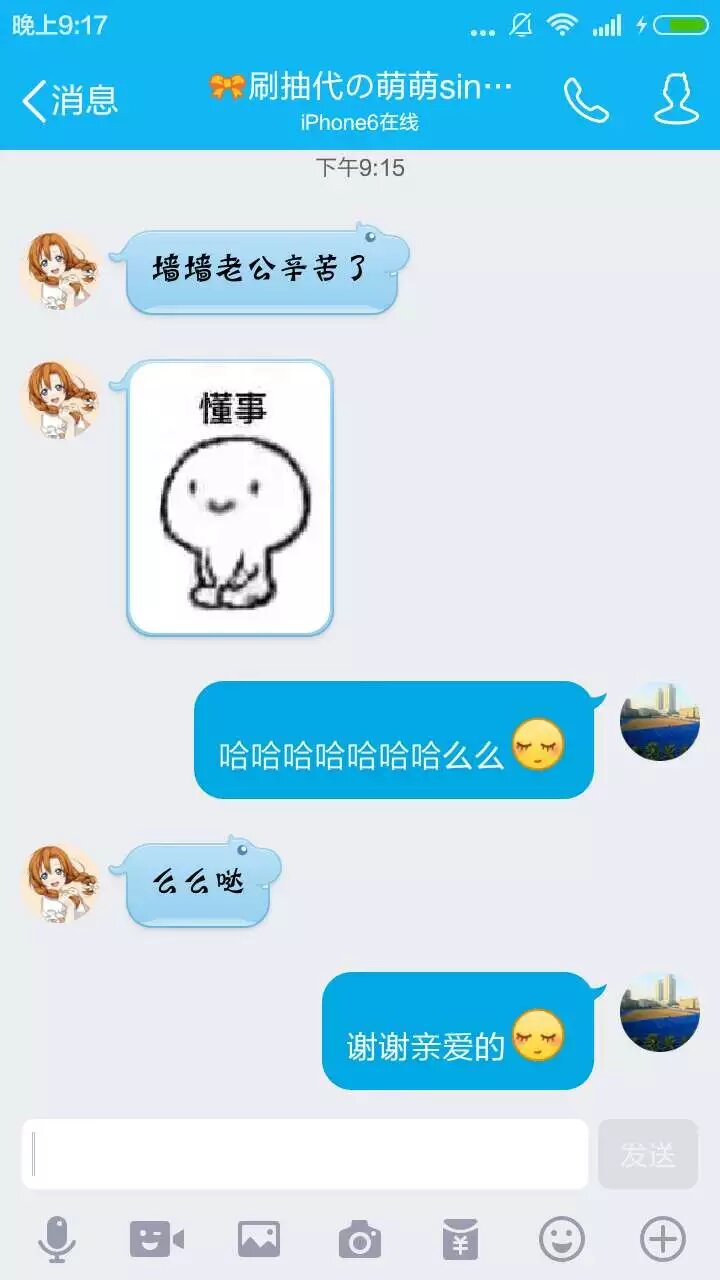 晚上9:17
消息
刷抽代の萌萌sin…
iPhone6在线
下午9:15
墙墙老公辛苦了
懂事
哈哈哈哈哈哈哈么么
么么哒
谢谢亲爱的
发送